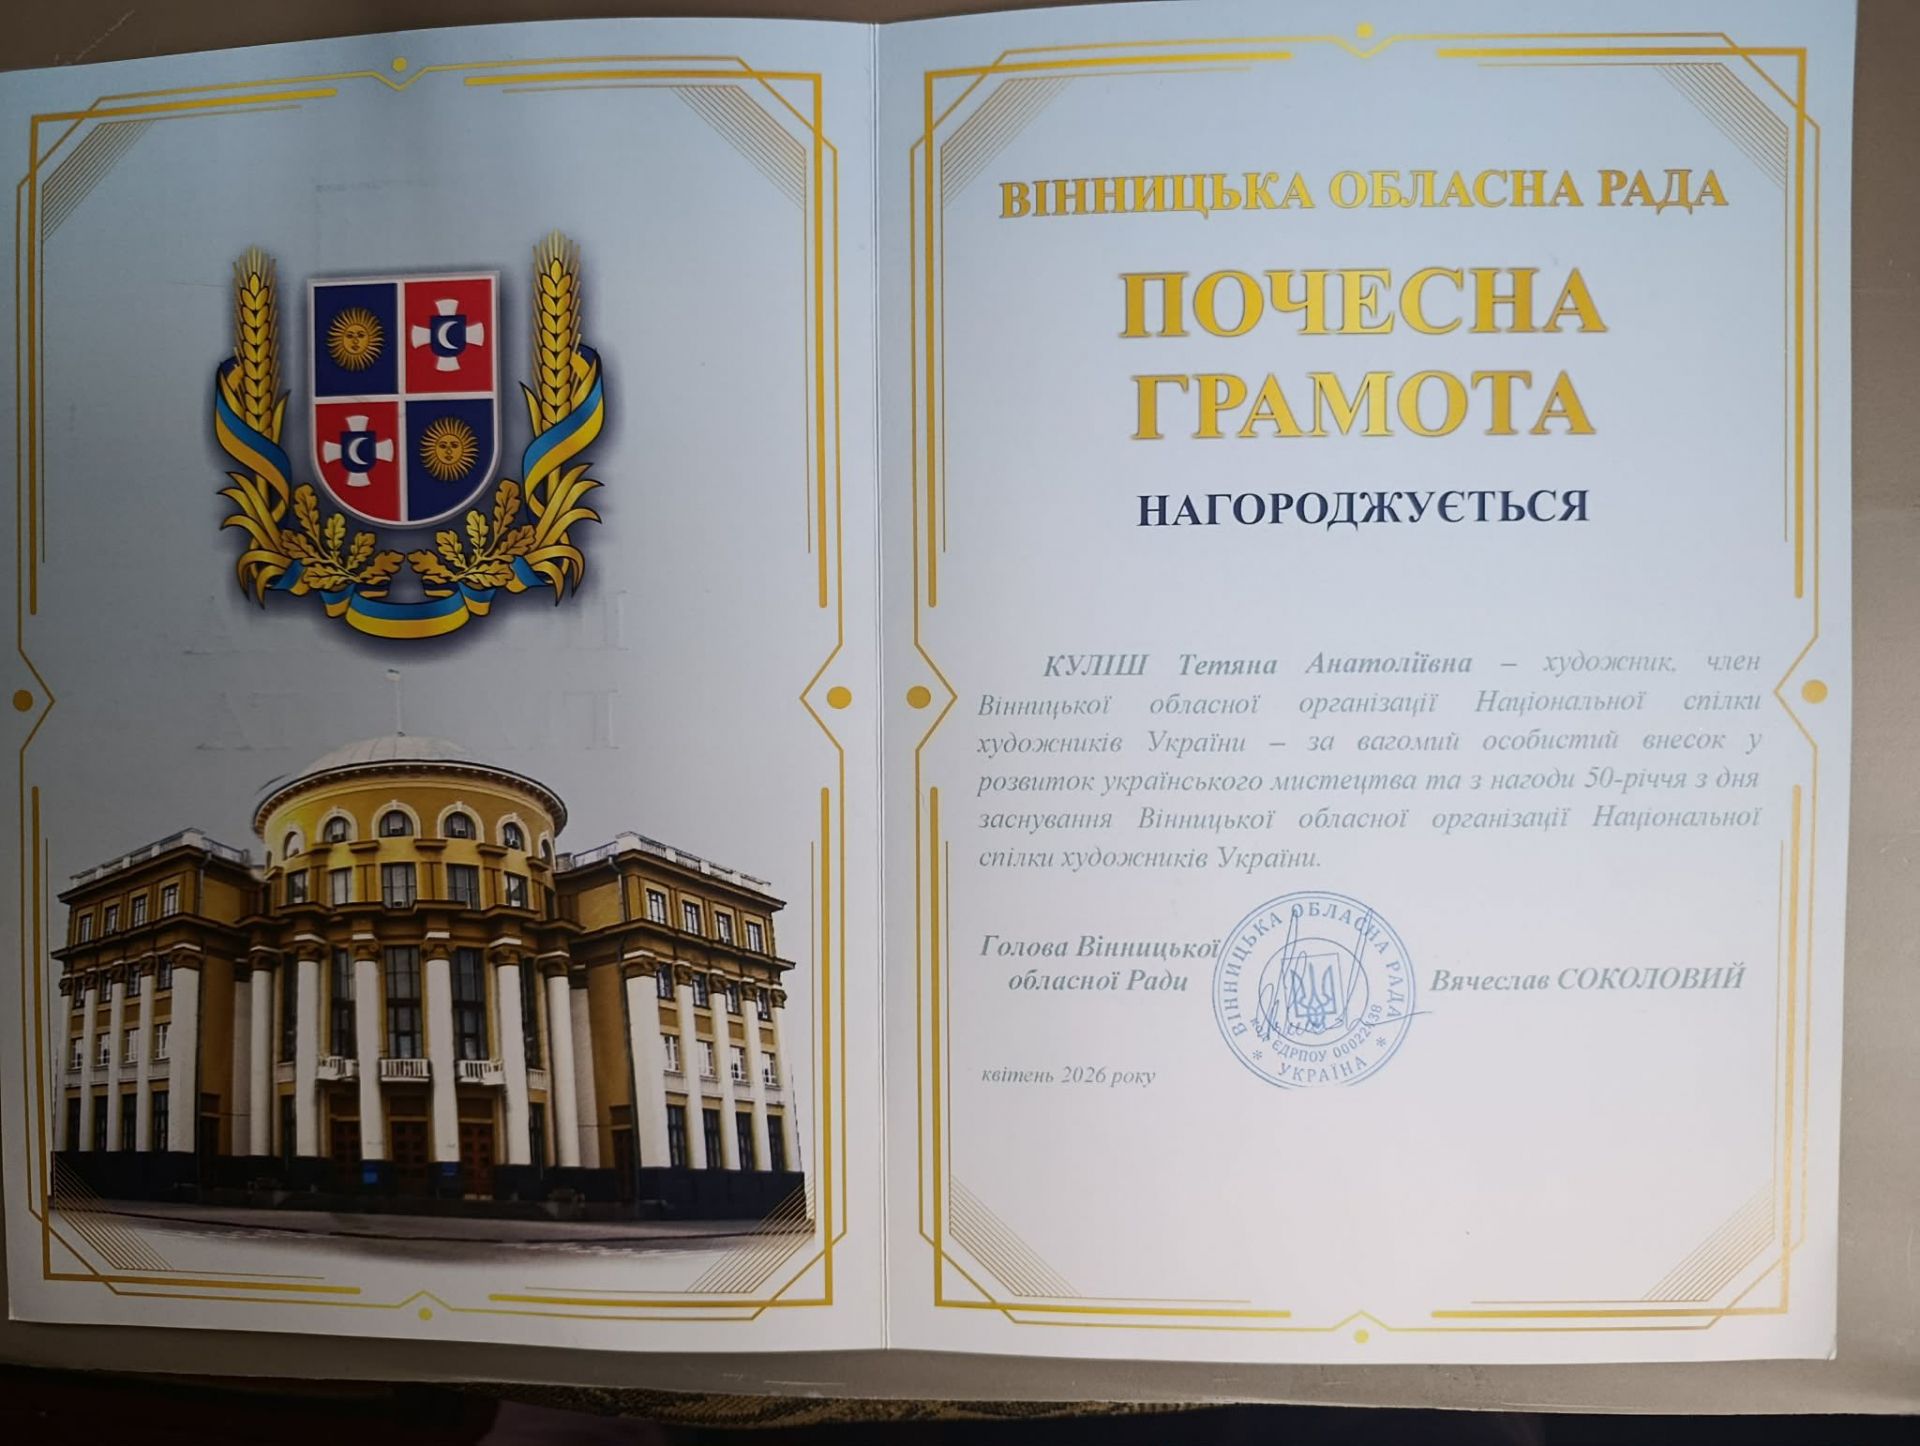 ВІННИЦЬКА ОБЛАСНА РАДА
ПОЧЕСНА
ГРАМОТА
НАГОРОДЖУЄТЬСЯ
КУЛІШ Тетяна Анатоліївна – художник, член
Вінницької обласної організації Національної спілки
художників України – за вагомий особистий внесок у
розвиток українського мистецтва та з нагоди 50-річчя з дня
заснування Вінницької обласної організації Національної
спілки художників України.
Голова Вінницької
обласної Ради
Вячеслав СОКОЛОВИЙ
ВІННИЦЬКА ОБЛАСНА РАДА
КОД ЄДРПОУ
* УКРАЇНА *
квітень 2026 року